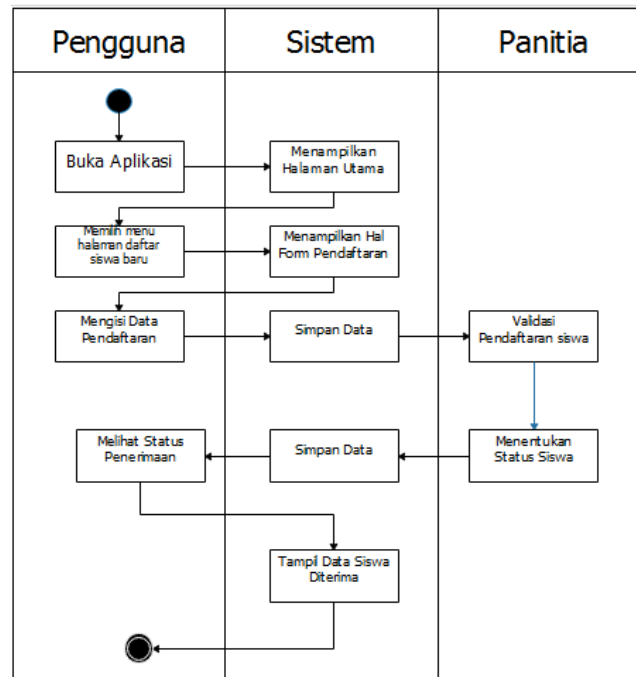 Pengguna
Sistem
Panitia
Buka Aplikasi
Menampilkan
Halaman Utama
Memilih menu
halaman daftar
siswa baru
Menampilkan Hal
Form Pendaftaran
Mengisi Data
Pendaftaran
Simpan Data
Validasi
Pendaftaran siswa
Melihat Status
Penerimaan
Simpan Data
Menentukan
Status Siswa
Tampil Data Siswa
Diterima